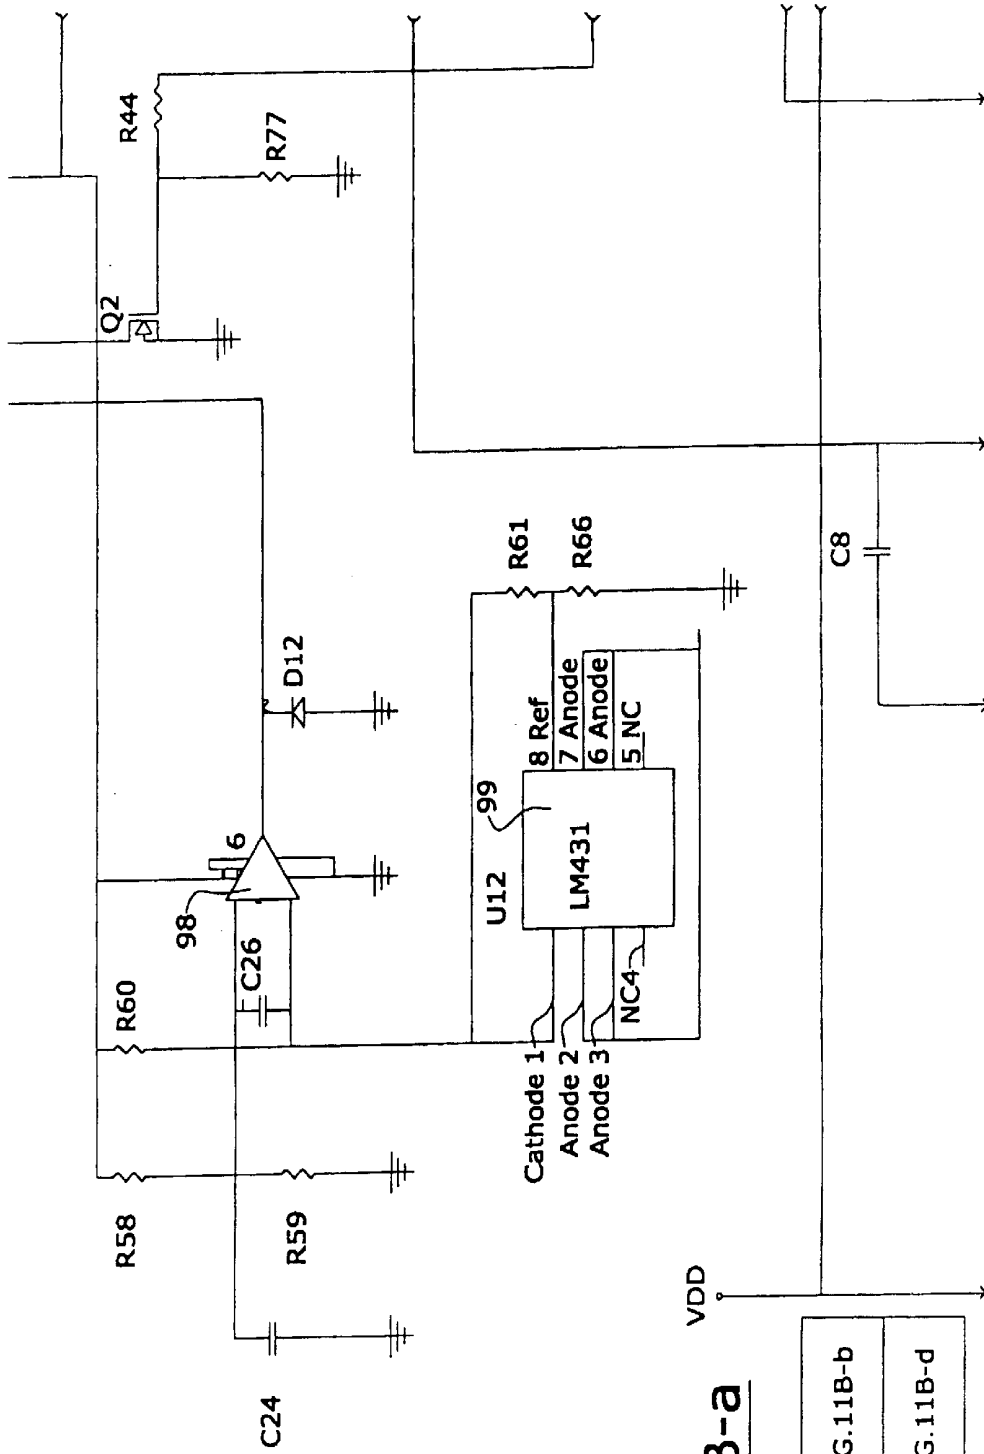 R44
R77
Q2
R61
R66
C8
D12
8 Ref
7 Anode
6 Anode
5 NC
99
U12
LM431
6
98
C26
R60
Cathode 1
Anode 2
Anode 3
NC4
R58
R59
C24
VDD
B-a
G.11B-b
G.11B-d